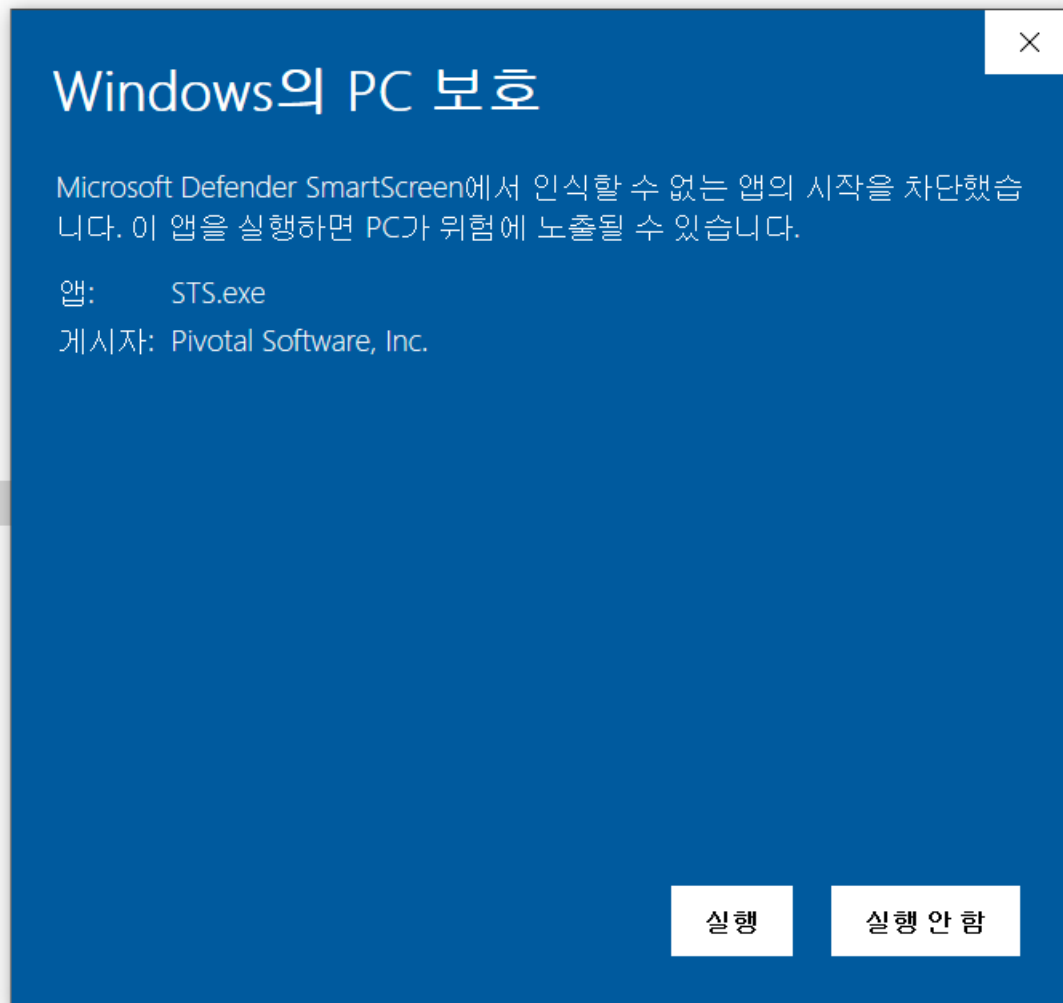 Windows의 PC 보호
Microsoft Defender SmartScreen에서 인식할 수 없는 앱의 시작을 차단했습
니다. 이 앱을 실행하면 PC가 위험에 노출될 수 있습니다.
앱: STS.exe
게시자: Pivotal Software, Inc.
실행 실행 안 함